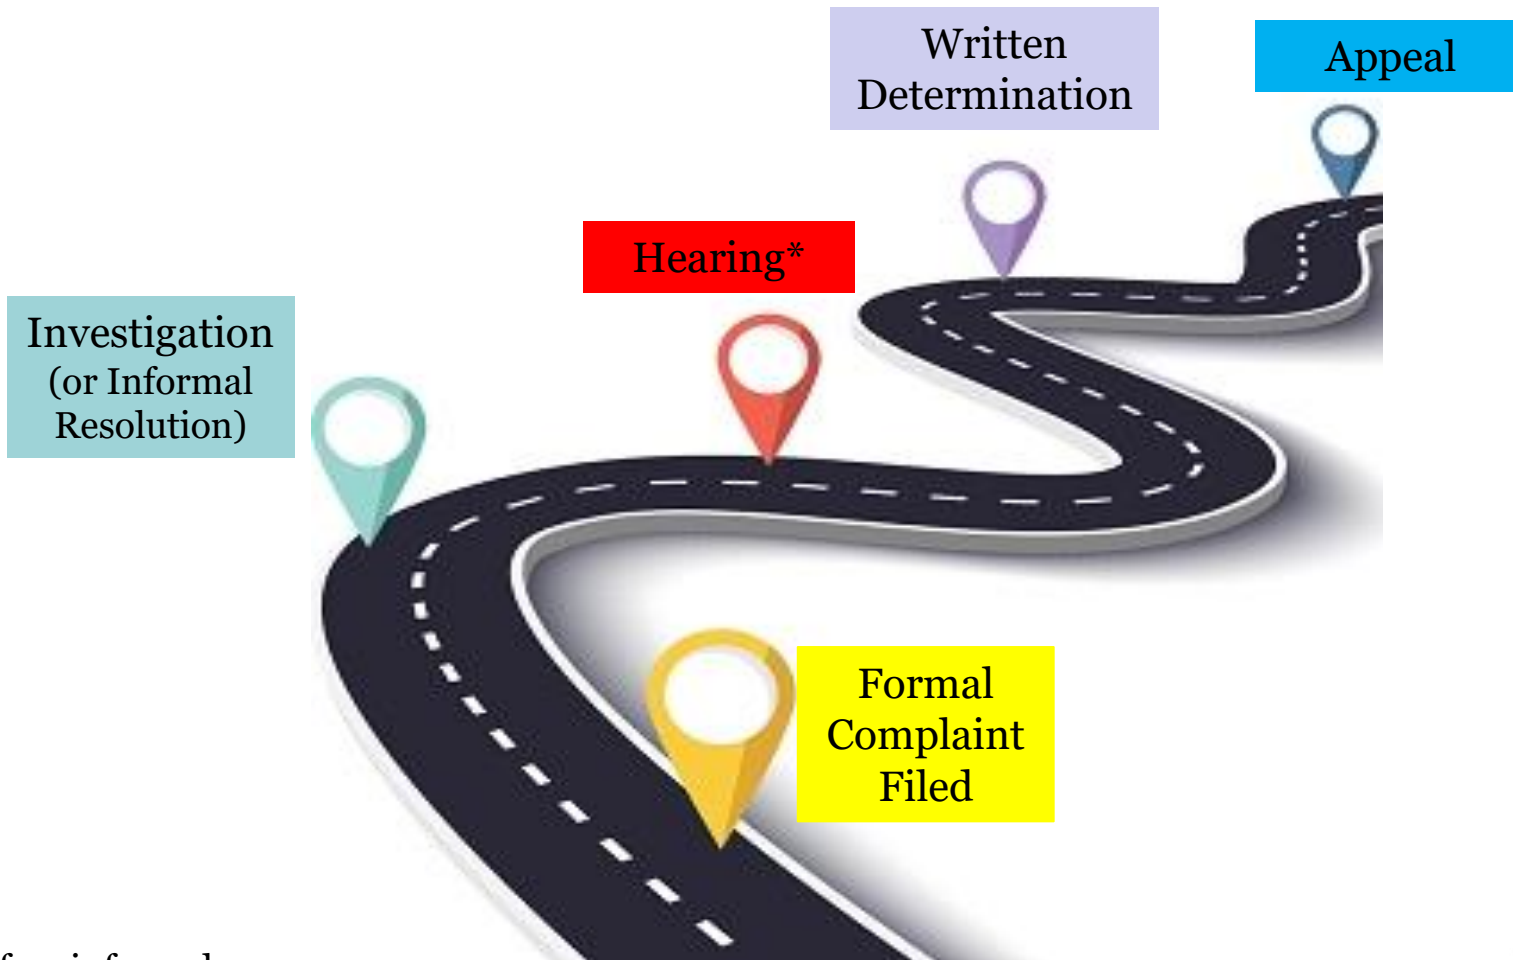 Written
Determination
Appeal
Hearing*
Investigation
(or Informal
Resolution)
Formal
Complaint
Filed